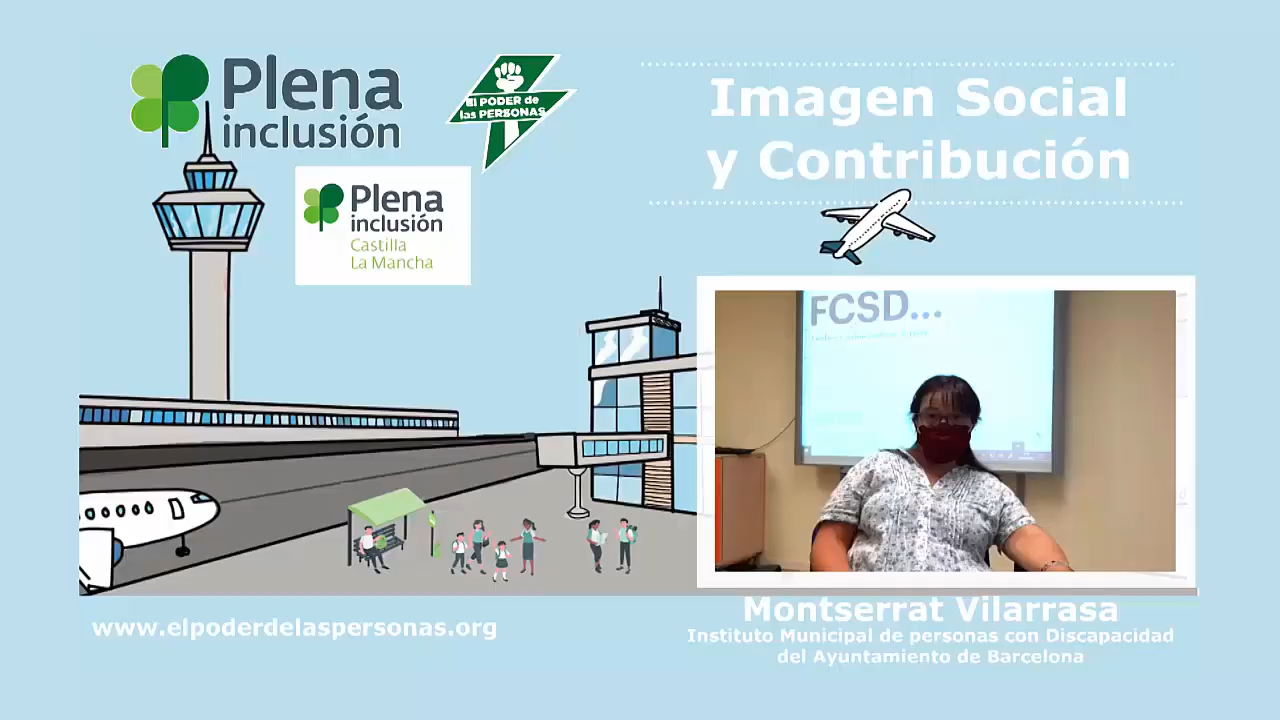 Plena
inclusión
El PODER de
las PERSONAS
Plena
inclusión
Castilla
La Mancha
Imagen Social
y Contribución
FCSD...
Montserrat Vilarrasa
Instituto Municipal de personas con Discapacidad
del Ayuntamiento de Barcelona
www.elpoderdelaspersonas.org